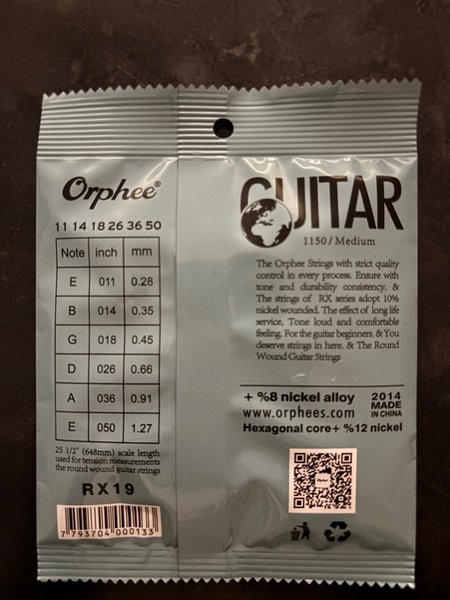 Orphee®
11 14 18 26 36 50
Note inch mm
E 011 0.28
B 014 0.35
G 018 0.45
D 026 0.66
A 036 0.91
E 050 1.27
25 1/2" (648mm) scale length
used for tension measurements
the round wound guitar strings
RX19
7 793704 000133
GUITAR
1150/Medium
The Orphee Strings with strict quality
control in every process. Ensure with
tone and durability consistency. &
The strings of RX series adopt 10%
nickel wounded. The effect of long life
service, Tone loud and comfortable
feeling. For the guitar beginners. & You
deserve strings in here. & The Round
Wound Guitar Strings
+ %8 nickel alloy
www.orphees.com
2014
MADE
IN CHINA
Hexagonal core+ %12 nickel